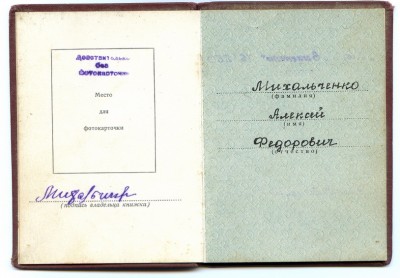 Действительно
без
фотокарточки
Место
для
фотокарточки
(подпись владельца книжки)
Михальченко
(фамилия)
Алексей
(имя)
Федорович
(отчество)